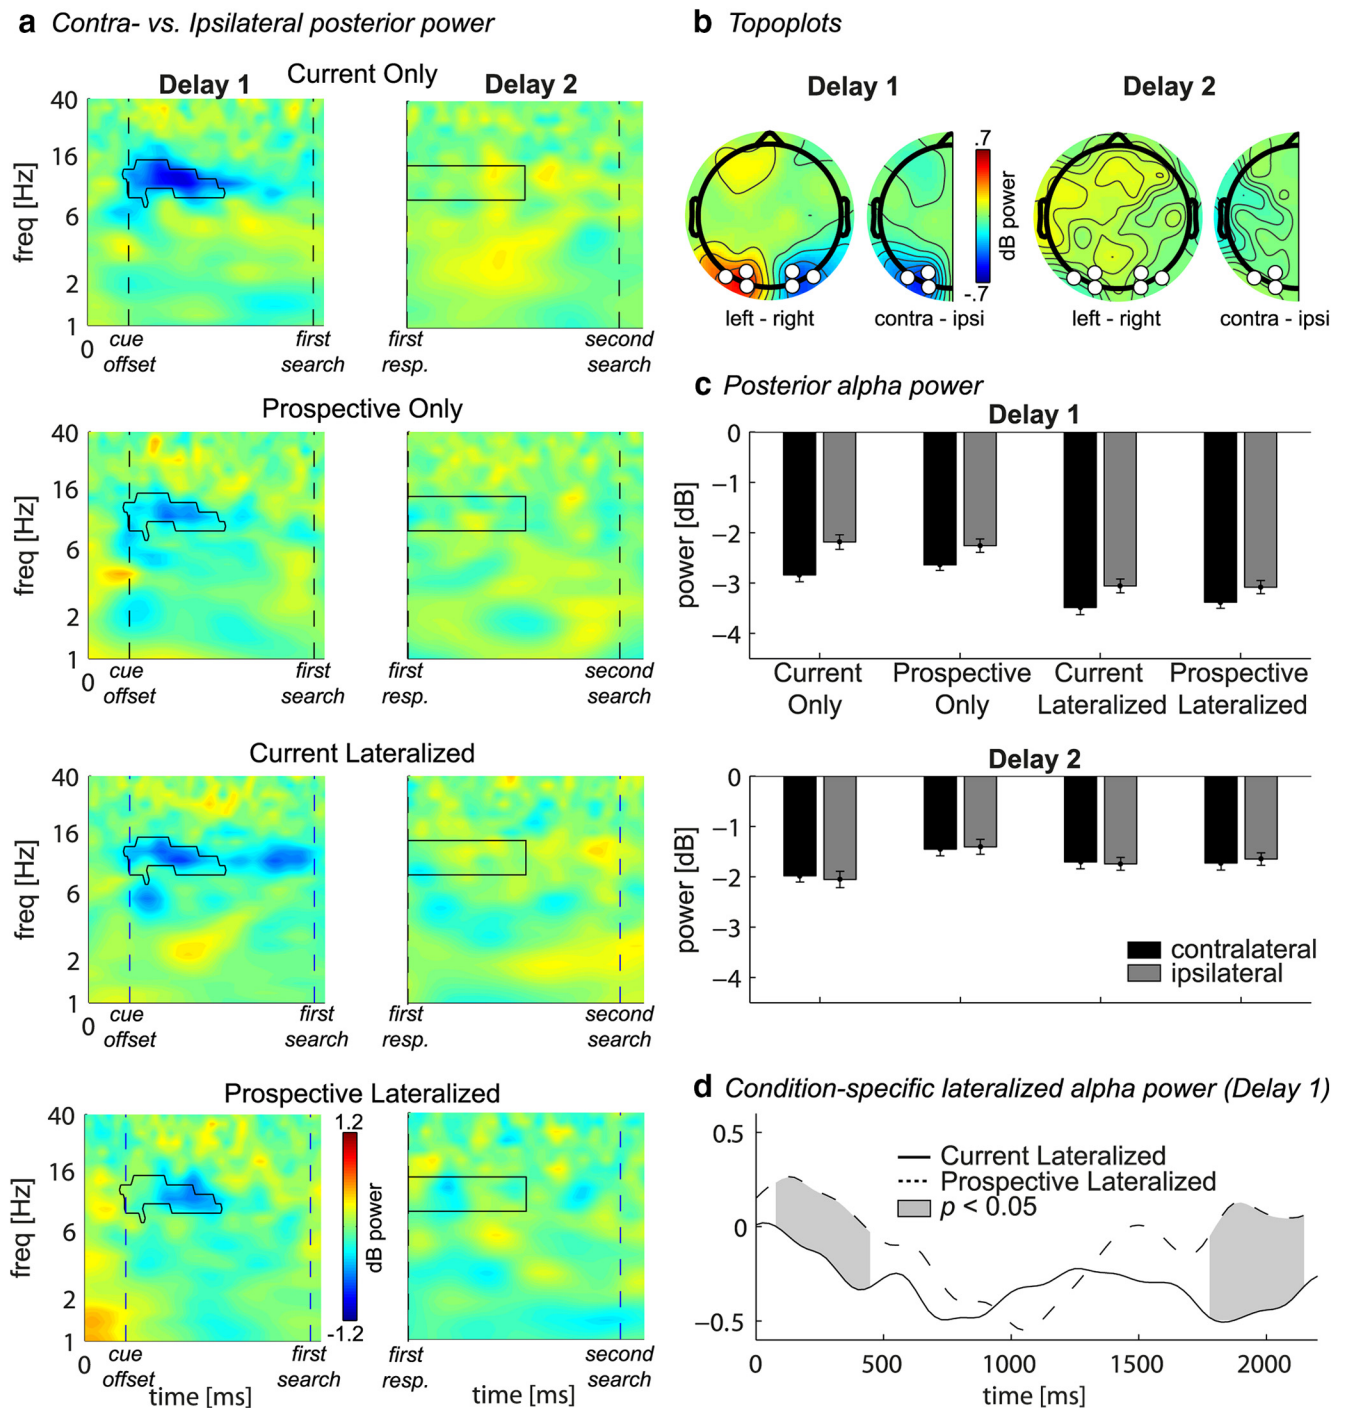 a Contra- vs. Ipsilateral posterior power
Current Only
Delay 1
Delay 2
40
16
6
2
1
freq [Hz]
0
cue offset
first search
first resp.
second search
Prospective Only
40
16
6
2
1
freq [Hz]
0
cue offset
first search
first resp.
second search
Current Lateralized
40
16
6
2
1
freq [Hz]
0
cue offset
first search
first resp.
second search
Prospective Lateralized
40
16
6
2
1
freq [Hz]
1.2
dB power
-1.2
0
cue offset
first search
time [ms]
first resp.
second search
time [ms]
b Topoplots
Delay 1
Delay 2
.7
dB power
-.7
left - right
contra - ipsi
left - right
contra - ipsi
c Posterior alpha power
Delay 1
0
−1
−2
−3
−4
power [dB]
Current Only
Prospective Only
Current Lateralized
Prospective Lateralized
Delay 2
0
−1
−2
−3
−4
power [dB]
contralateral
ipsilateral
d Condition-specific lateralized alpha power (Delay 1)
0.5
0
−0.5
Current Lateralized
Prospective Lateralized
p < 0.05
0
500
1000
1500
2000
time [ms]